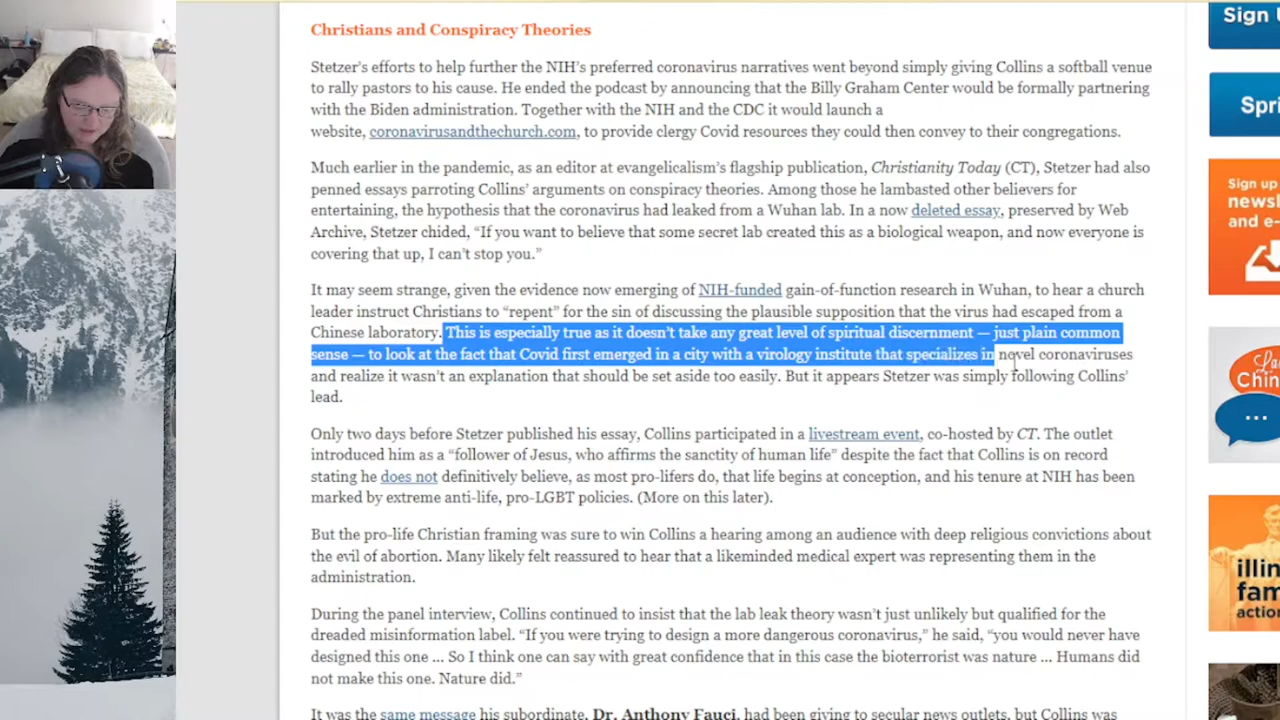 Christians and Conspiracy Theories
Stetzer's efforts to help further the NIH's preferred coronavirus narratives went beyond simply giving Collins a softball venue
to rally pastors to his cause. He ended the podcast by announcing that the Billy Graham Center would be formally partnering
with the Biden administration. Together with the NIH and the CDC it would launch a
website, coronavirusandthechurch.com, to provide clergy Covid resources they could then convey to their congregations.
Much earlier in the pandemic, as an editor at evangelicalism's flagship publication, Christianity Today (CT), Stetzer had also
penned essays parroting Collins' arguments on conspiracy theories. Among those he lambasted other believers for
entertaining, the hypothesis that the coronavirus had leaked from a Wuhan lab. In a now deleted essay, preserved by Web
Archive, Stetzer chided, “If you want to believe that some secret lab created this as a biological weapon, and now everyone is
covering that up, I can't stop you.”
It may seem strange, given the evidence now emerging of NIH-funded gain-of-function research in Wuhan, to hear a church
leader instruct Christians to “repent” for the sin of discussing the plausible supposition that the virus had escaped from a
Chinese laboratory. This is especially true as it doesn't take any great level of spiritual discernment — just plain common
sense — to look at the fact that Covid first emerged in a city with a virology institute that specializes in novel coronaviruses
and realize it wasn't an explanation that should be set aside too easily. But it appears Stetzer was simply following Collins'
lead.
Only two days before Stetzer published his essay, Collins participated in a livestream event, co-hosted by CT. The outlet
introduced him as a “follower of Jesus, who affirms the sanctity of human life” despite the fact that Collins is on record
stating he does not definitively believe, as most pro-lifers do, that life begins at conception, and his tenure at NIH has been
marked by extreme anti-life, pro-LGBT policies. (More on this later).
But the pro-life Christian framing was sure to win Collins a hearing among an audience with deep religious convictions about
the evil of abortion. Many likely felt reassured to hear that a likeminded medical expert was representing them in the
administration.
During the panel interview, Collins continued to insist that the lab leak theory wasn't just unlikely but qualified for the
dreaded misinformation label. “If you were trying to design a more dangerous coronavirus,” he said, “you would never have
designed this one … So I think one can say with great confidence that in this case the bioterrorist was nature … Humans did
not make this one. Nature did.”
It was the same message his subordinate, Dr. Anthony Fauci, had been giving to secular news outlets, but Collins was
Sign
Spri
Sign up
newsl
and e-
Chin
illin
fam
action